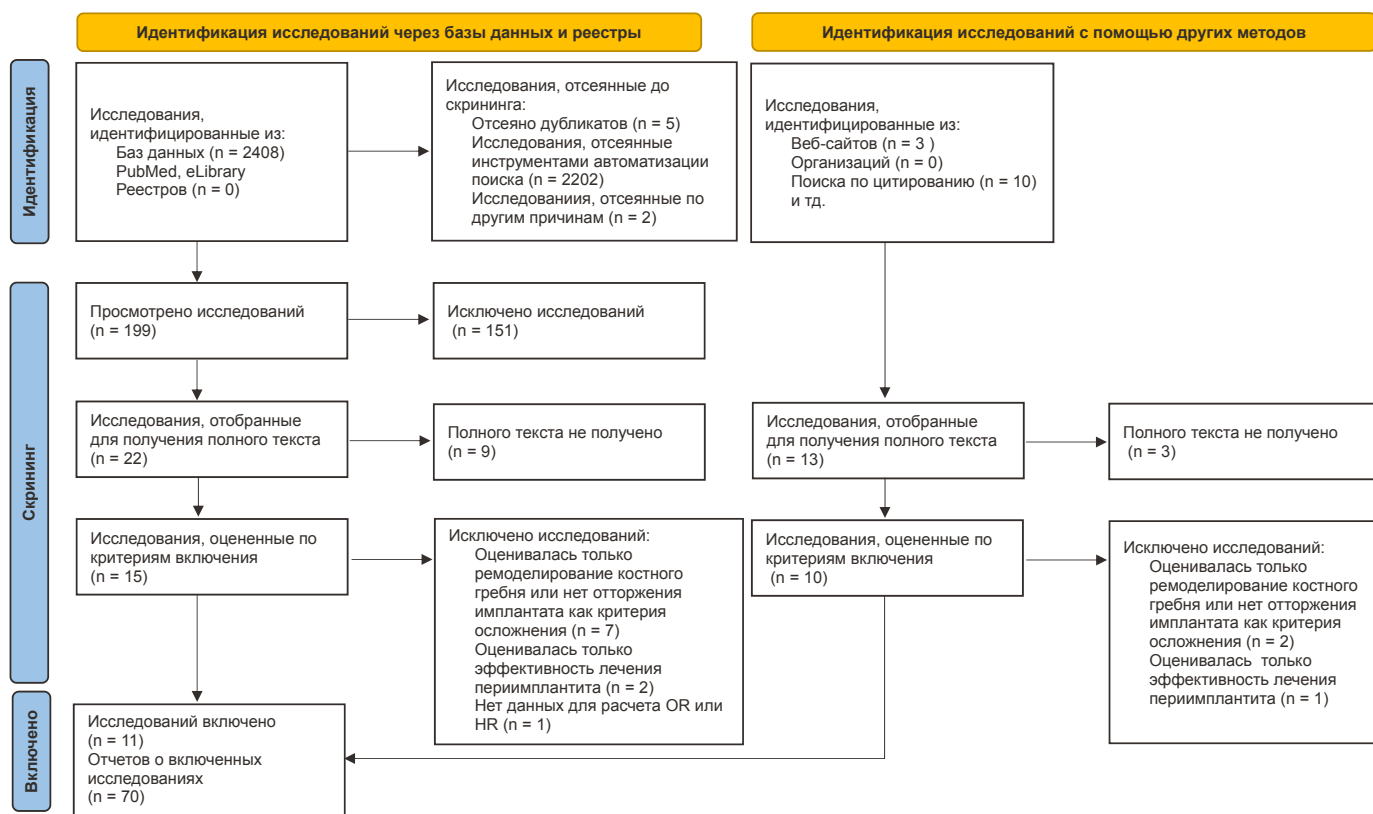 Идентификация исследований через базы данных и реестры
Идентификация исследований с помощью других методов
Идентификация
Исследования,
идентифицированные из:
Баз данных (n = 2408)
PubMed, eLibrary
Реестров (n = 0)
Исследования, отсеянные до
скрининга:
Отсеяно дубликатов (n = 5)
Исследования, отсеянные
инструментами автоматизации
поиска (n = 2202)
Исследованиия, отсеянные по
другим причинам (n = 2)
Исследования,
идентифицированные из:
Веб-сайтов (n = 3 )
Организаций (n = 0)
Поиска по цитированию (n = 10)
и тд.
Скрининг
Просмотрено исследований
(n = 199)
Исключено исследований
(n = 151)
Исследования, отобранные
для получения полного текста
(n = 22)
Полного текста не получено
(n = 9)
Исследования, отобранные
для получения полного текста
(n = 13)
Полного текста не получено
(n = 3)
Исследования, оцененные по
критериям включения
(n = 15)
Исключено исследований:
Оценивалась только
ремоделирование костного
гребня или нет отторжения
имплантата как критерия
осложнения (n = 7)
Оценивалась только
эффективность лечения
периимплантита (n = 2)
Нет данных для расчета OR или
HR (n = 1)
Исследования, оцененные по
критериям включения
(n = 10)
Исключено исследований:
Оценивалась только
ремоделирование костного
гребня или нет отторжения
имплантата как критерия
осложнения (n = 2)
Оценивалась только
эффективность лечения
периимплантита (n = 1)
Включено
Исследований включено
(n = 11)
Отчетов о включенных
исследованиях
(n = 70)